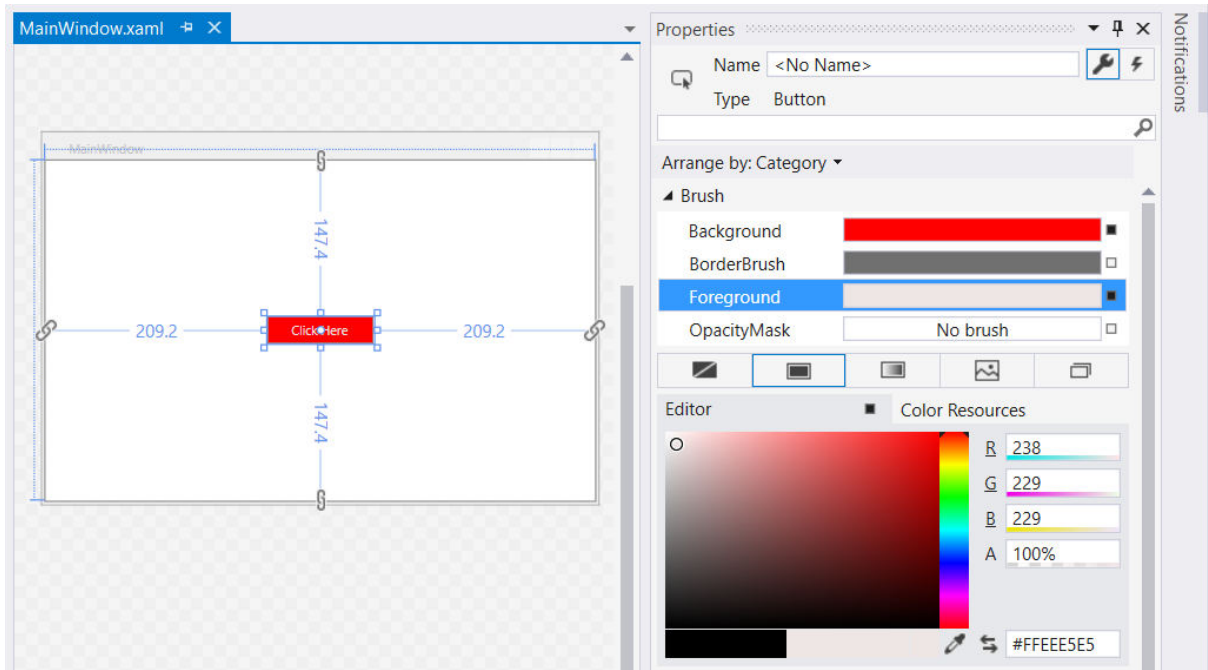 MainWindow.xaml
MainWindow
147.4
209.2
Click Here
209.2
147.4
Properties
Name <No Name>
Type Button
Arrange by: Category
Brush
Background
BorderBrush
Foreground
OpacityMask No brush
Editor
Color Resources
R 238
G 229
B 229
A 100%
#FFEEE5E5
Notifications